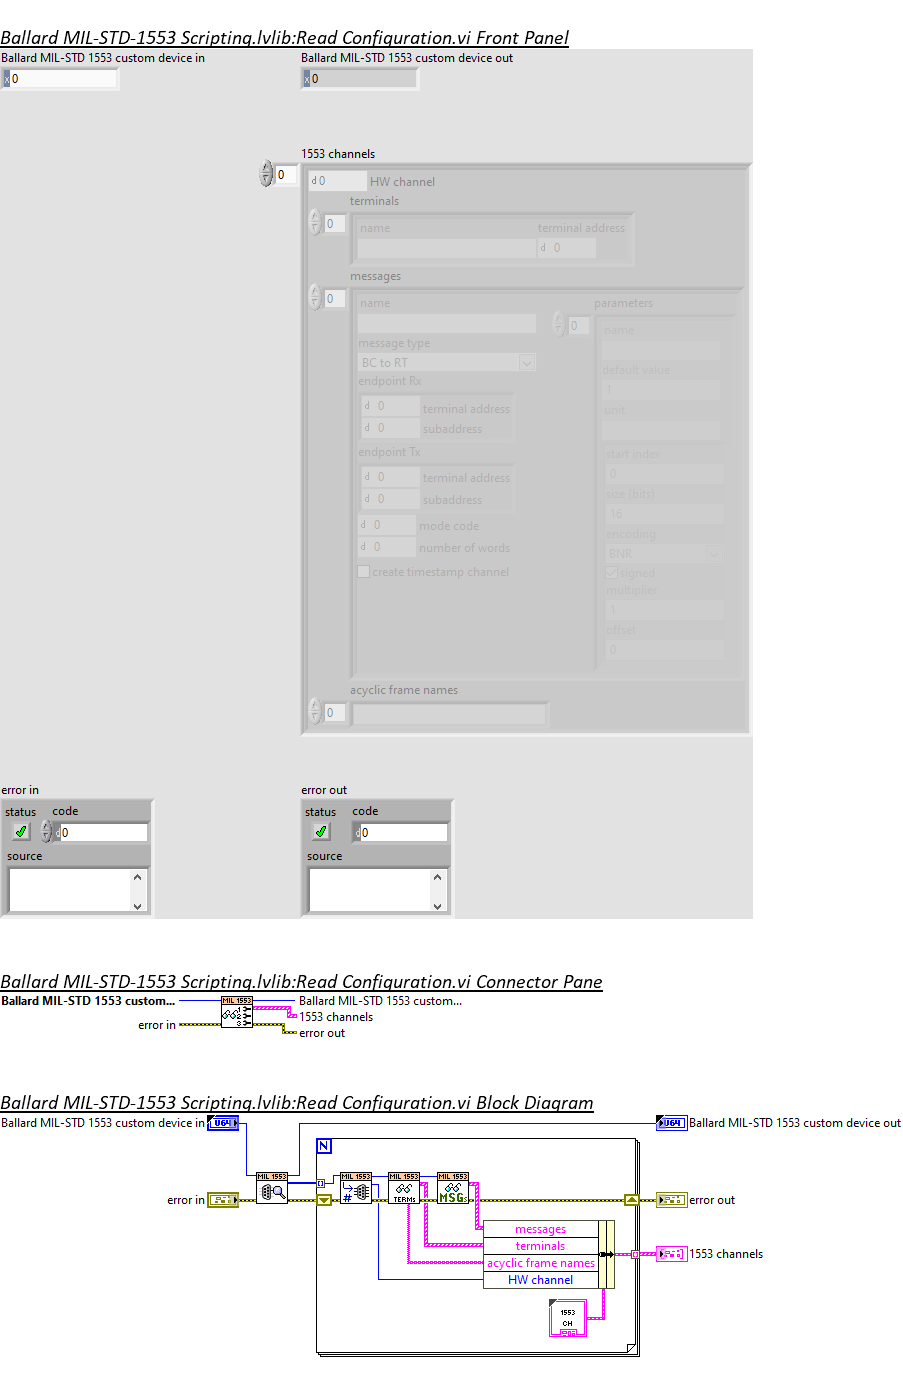 Ballard MIL-STD-1553 Scripting.lvlib:Read Configuration.vi Front Panel
Ballard MIL-STD 1553 custom device in
Ballard MIL-STD 1553 custom device out
x 0
x 0
1553 channels
0
d 0 HW channel
terminals
0
name
terminal address
d 0
messages
0
name
parameters
0
name
message type
BC to RT
default value
1
endpoint Rx
unit
d 0 terminal address
d 0 subaddress
endpoint Tx
start index
0
d 0 terminal address
size (bits)
d 0 subaddress
16
d 0 mode code
encoding
d 0 number of words
BNR
create timestamp channel
signed
multiplier
1
offset
0
acyclic frame names
0
error in
error out
status code
status code
d 0
d 0
source
source
Ballard MIL-STD-1553 Scripting.lvlib:Read Configuration.vi Connector Pane
Ballard MIL-STD 1553 custom...
MIL 1553
Ballard MIL-STD 1553 custom...
1
2
3
1553 channels
error in
error out
Ballard MIL-STD-1553 Scripting.lvlib:Read Configuration.vi Block Diagram
Ballard MIL-STD 1553 custom device in
U64
U64
Ballard MIL-STD 1553 custom device out
N
MIL 1553
MIL 1553
MIL 1553
MIL 1553
#
TERMs
MSGs
error in
error out
messages
terminals
acyclic frame names
HW channel
1553 channels
1553
CH